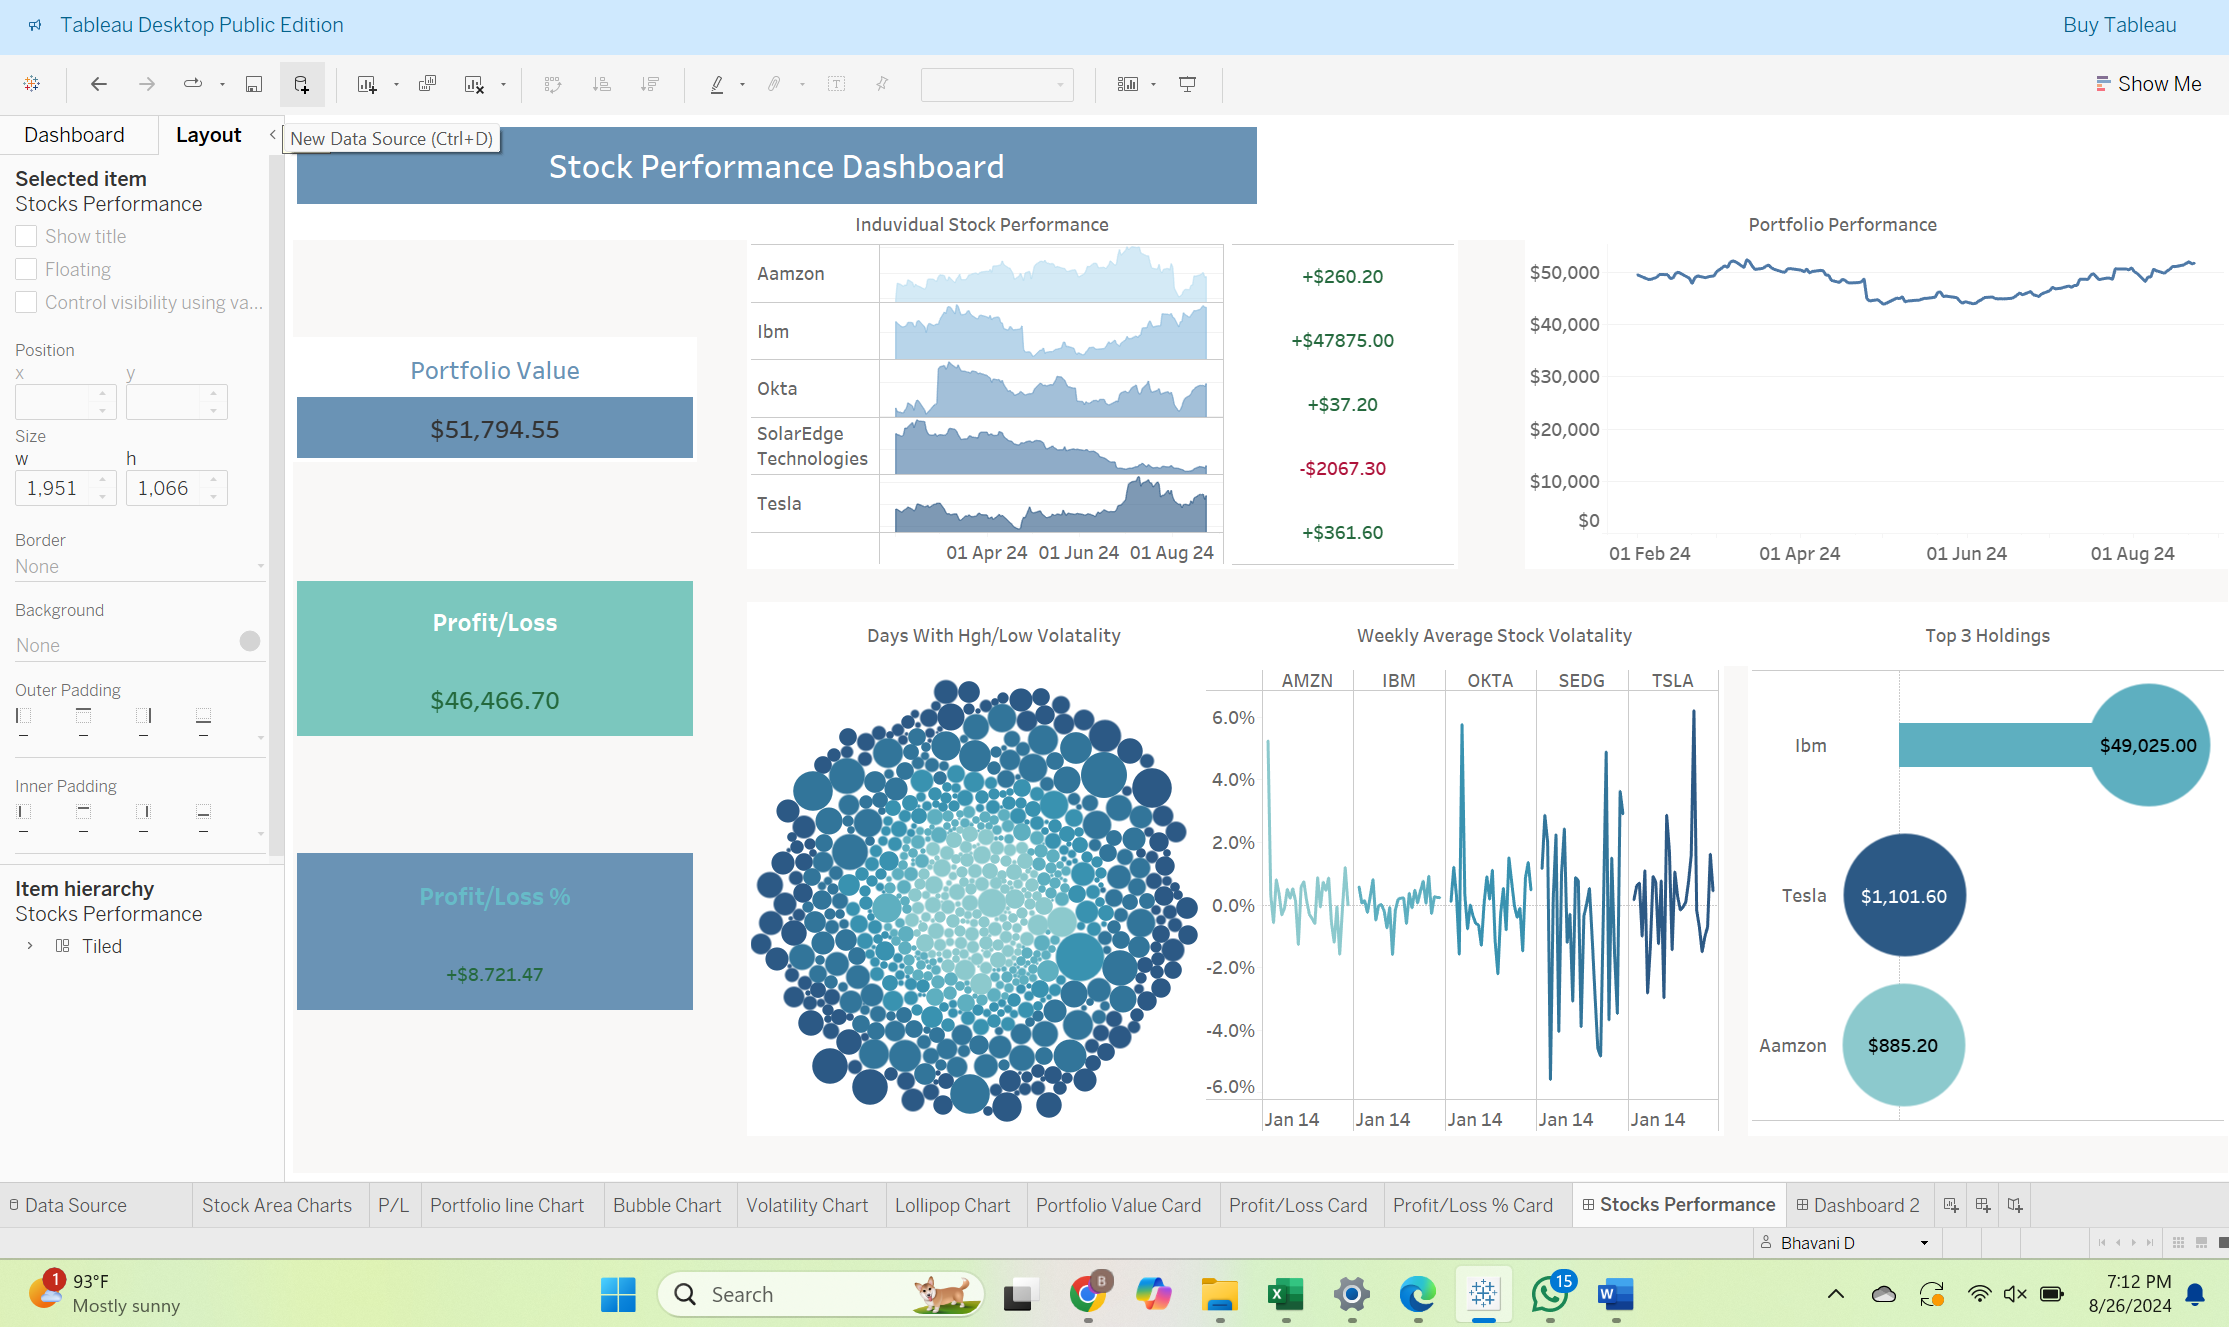 Tableau Desktop Public Edition
Buy Tableau
Show Me
Dashboard
Layout
New Data Source (Ctrl+D)
Selected item
Stocks Performance
Show title
Floating
Control visibility using va...
Position
x y
Size
w h
1,951 1,066
Border
None
Background
None
Outer Padding
Inner Padding
Item hierarchy
Stocks Performance
Tiled
Stock Performance Dashboard
Portfolio Value
$51,794.55
Profit/Loss
$46,466.70
Profit/Loss %
+$8.721.47
Induvidual Stock Performance
Aamzon
+$260.20
Ibm
+$47875.00
Okta
+$37.20
SolarEdge
Technologies
-$2067.30
Tesla
+$361.60
01 Apr 24 01 Jun 24 01 Aug 24
Portfolio Performance
$50,000
$40,000
$30,000
$20,000
$10,000
$0
01 Feb 24 01 Apr 24 01 Jun 24 01 Aug 24
Days With Hgh/Low Volatality
Weekly Average Stock Volatality
AMZN IBM OKTA SEDG TSLA
6.0%
4.0%
2.0%
0.0%
-2.0%
-4.0%
-6.0%
Jan 14 Jan 14 Jan 14 Jan 14 Jan 14
Top 3 Holdings
Ibm $49,025.00
Tesla $1,101.60
Aamzon $885.20
Data Source Stock Area Charts P/L Portfolio line Chart Bubble Chart Volatility Chart Lollipop Chart Portfolio Value Card Profit/Loss Card Profit/Loss % Card Stocks Performance Dashboard 2
Bhavani D
1
93°F
Mostly sunny
Search
B
15
7:12 PM
8/26/2024